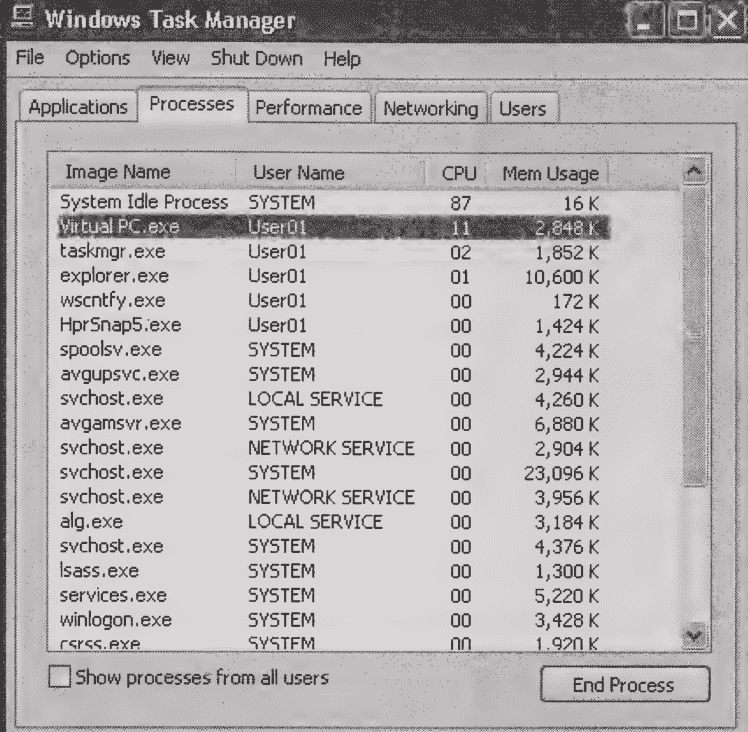 Windows Task Manager
File Options View Shut Down Help
Applications Processes Performance Networking Users
Image Name User Name CPU Mem Usage
System Idle Process SYSTEM 87 16 K
Virtual PC.exe User01 11 2,848 K
taskmgr.exe User01 02 1,852 K
explorer.exe User01 01 10,600 K
wscntfy.exe User01 00 172 K
HprSnap5.exe User01 00 1,424 K
spoolsv.exe SYSTEM 00 4,224 K
avgupsvc.exe SYSTEM 00 2,944 K
svchost.exe LOCAL SERVICE 00 4,260 K
avgamsvr.exe SYSTEM 00 6,880 K
svchost.exe NETWORK SERVICE 00 2,904 K
svchost.exe SYSTEM 00 23,096 K
svchost.exe NETWORK SERVICE 00 3,956 K
alg.exe LOCAL SERVICE 00 3,184 K
svchost.exe SYSTEM 00 4,376 K
lsass.exe SYSTEM 00 1,300 K
services.exe SYSTEM 00 5,220 K
winlogon.exe SYSTEM 00 3,428 K
csrss.exe SYSTEM 00 1,920 K
Show processes from all users
End Process